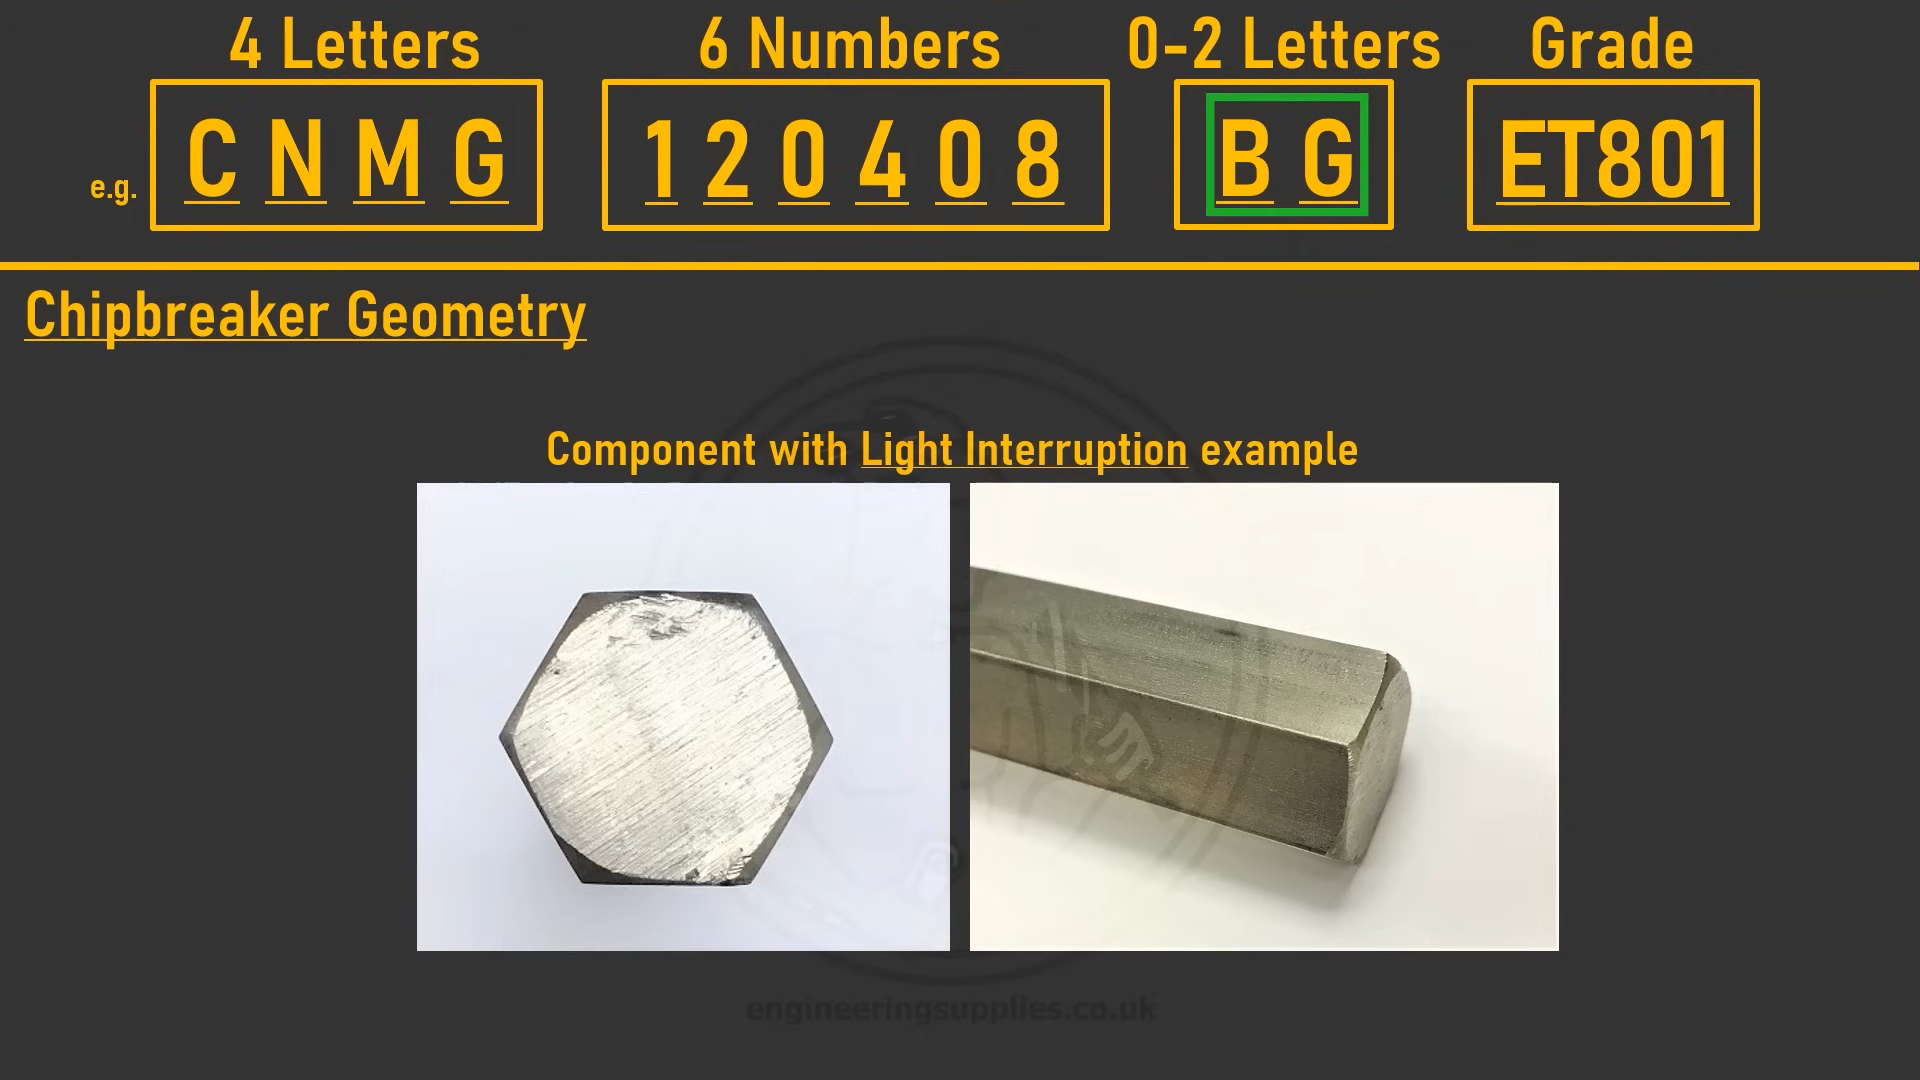 4 Letters 6 Numbers 0-2 Letters Grade
e.g. C N M G 1 2 0 4 0 8 B G ET801
Chipbreaker Geometry
Component with Light Interruption example
engineeringsupplies.co.uk